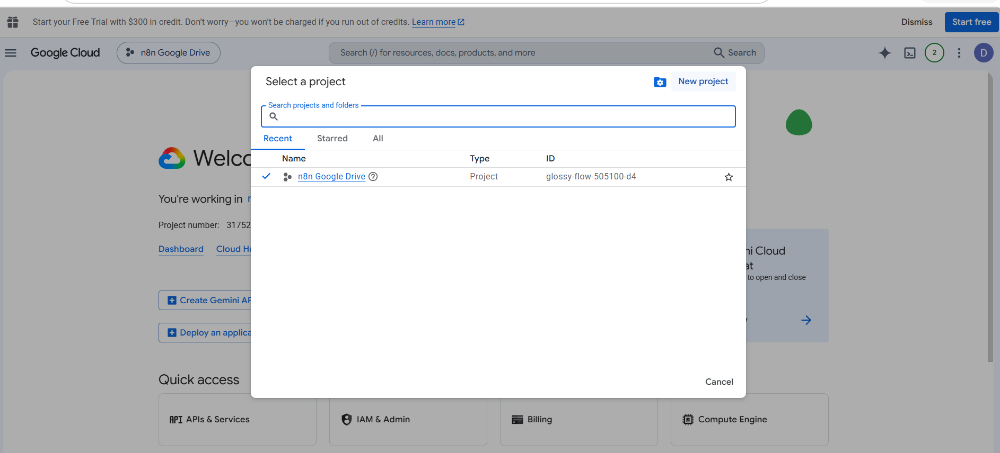 Start your Free Trial with $300 in credit. Don't worry—you won't be charged if you run out of credits. Learn more
Dismiss
Start free
Google Cloud
n8n Google Drive
Search (/) for resources, docs, products, and more
Search
2
D
Select a project
New project
Search projects and folders
Recent Starred All
Name Type ID
n8n Google Drive Project glossy-flow-505100-d4
Cancel
Welco
You're working in
Project number: 31752
Dashboard Cloud Hu
Create Gemini AP
Deploy an applica
ni Cloud
at
to open and close
Quick access
API APIs & Services
IAM & Admin
Billing
Compute Engine